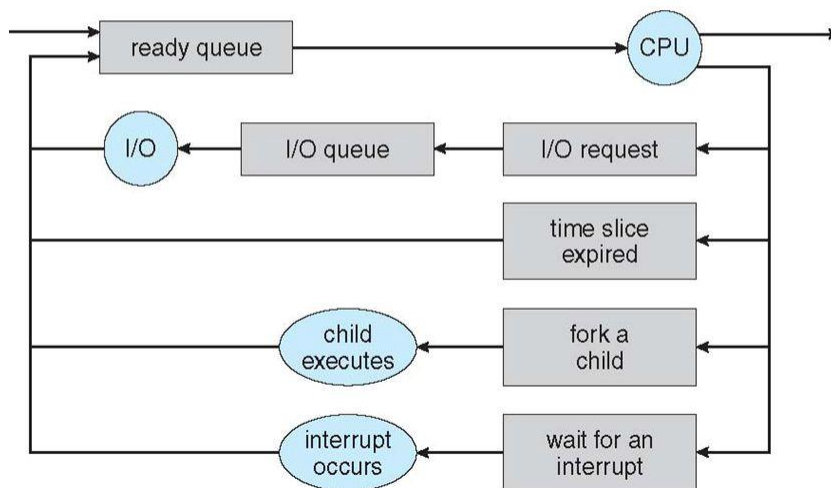 ready queue
CPU
I/O
I/O queue
I/O request
time slice
expired
child
executes
fork a
child
interrupt
occurs
wait for an
interrupt